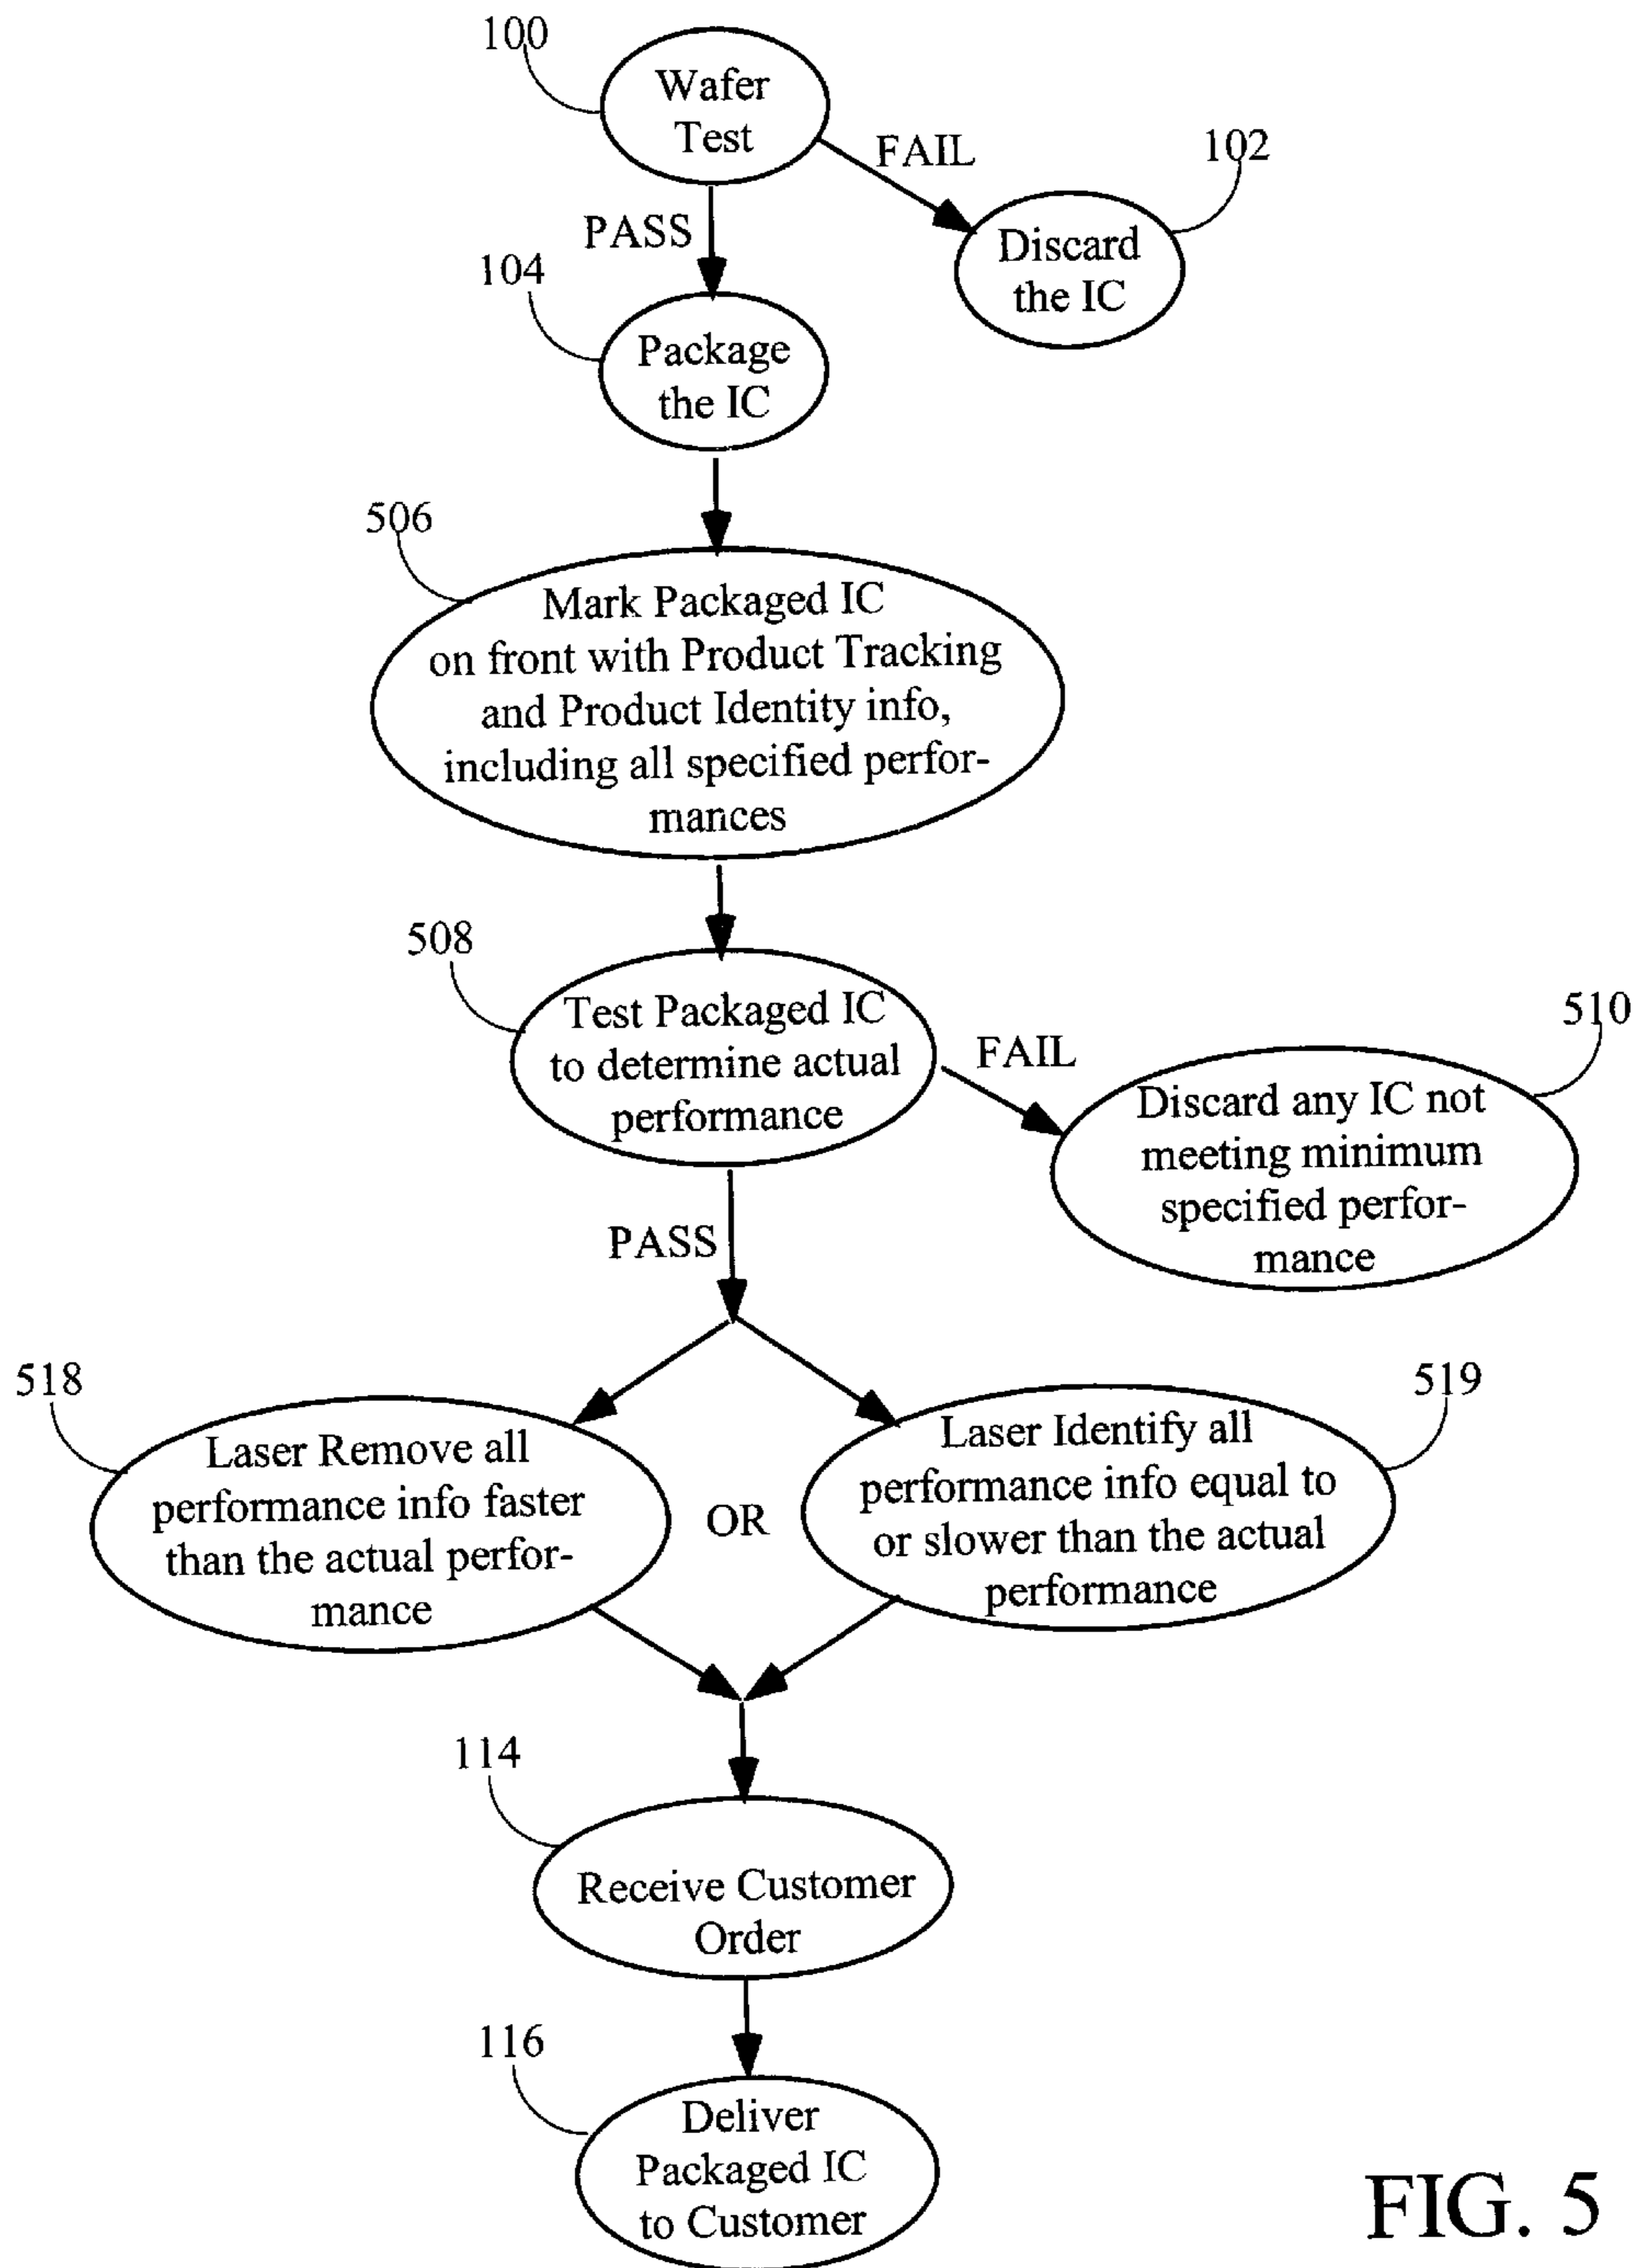 100
Wafer
Test
FAIL
102
PASS
Discard
the IC
104
Package
the IC
506
Mark Packaged IC
on front with Product Tracking
and Product Identity info,
including all specified perfor-
mances
508
Test Packaged IC
to determine actual
performance
FAIL
510
Discard any IC not
meeting minimum
specified perfor-
mance
PASS
518
Laser Remove all
performance info faster
than the actual perfor-
mance
OR
519
Laser Identify all
performance info equal to
or slower than the actual
performance
114
Receive Customer
Order
116
Deliver
Packaged IC
to Customer
FIG. 5